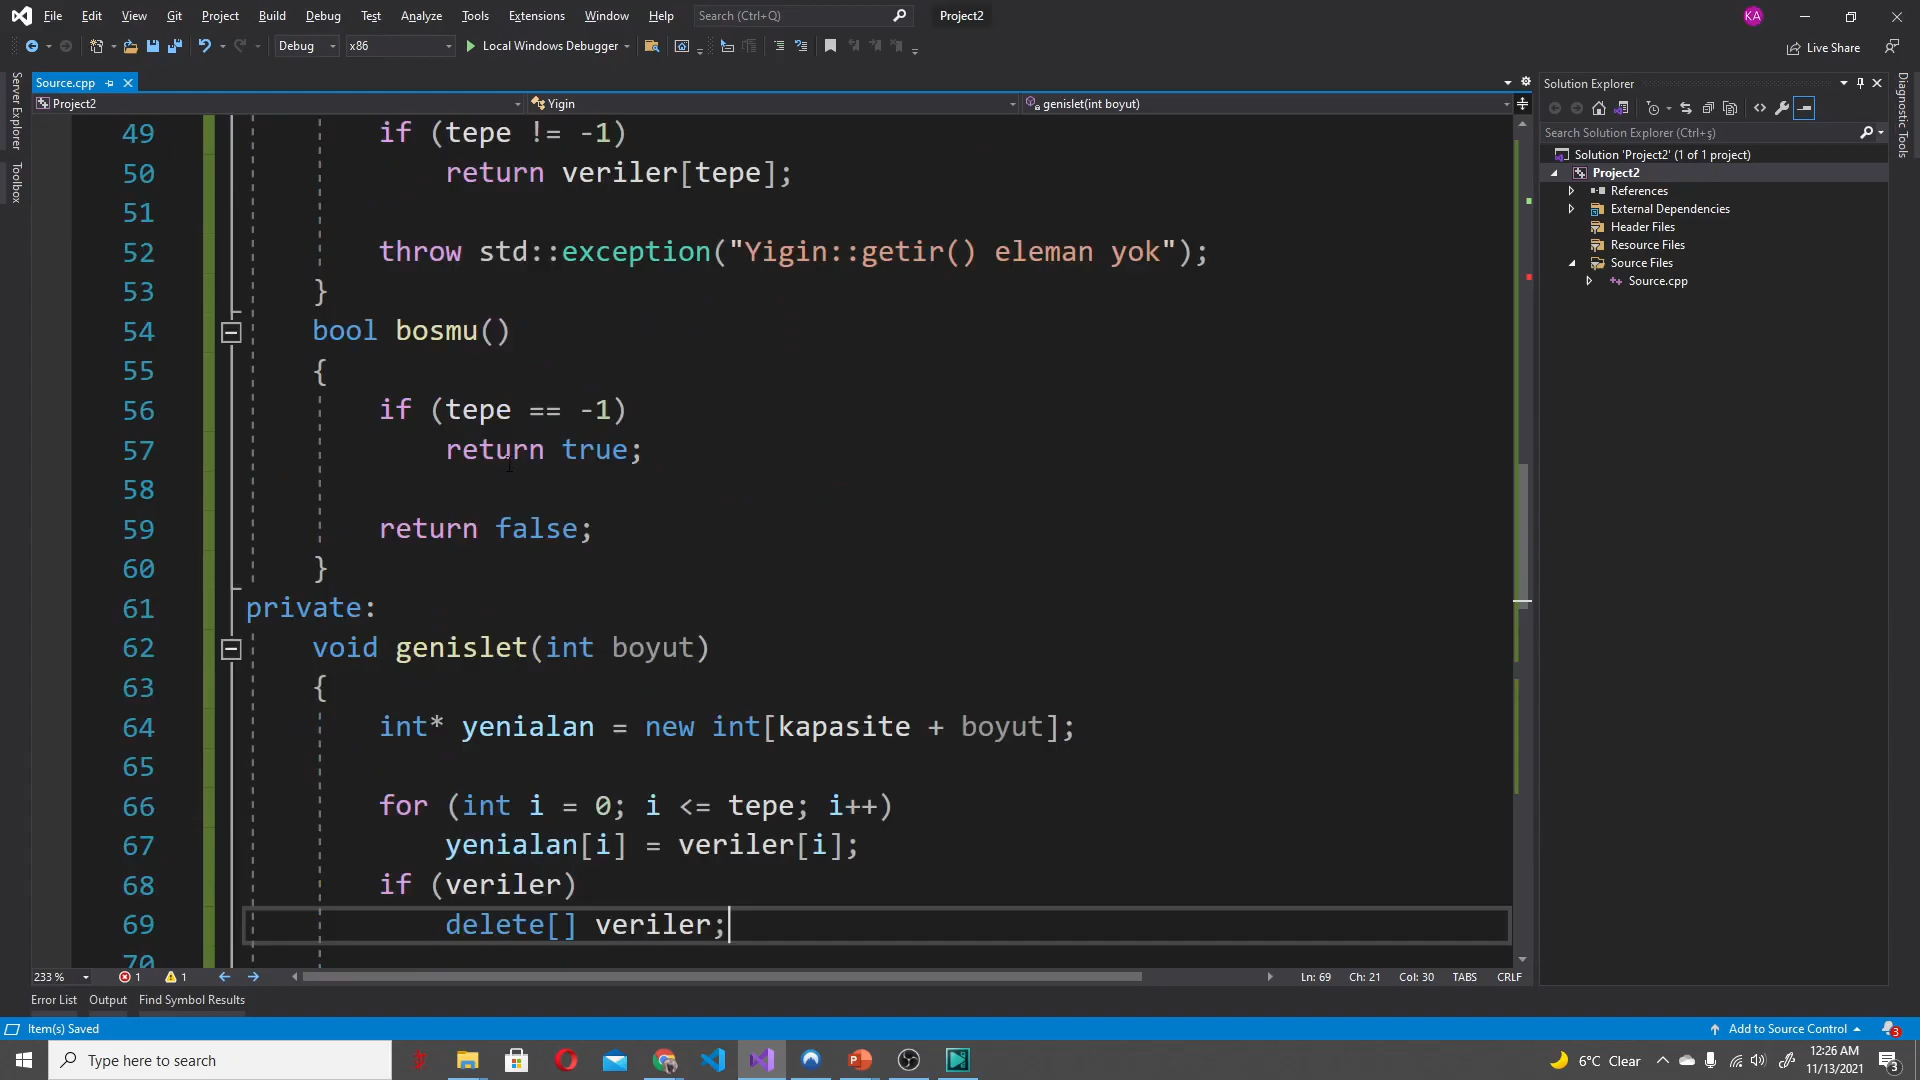 File Edit View Git Project Build Debug Test Analyze Tools Extensions Window Help Search (Ctrl+Q) Project2 KA
Debug x86 Local Windows Debugger Live Share
Server Explorer
Toolbox
Source.cpp
Project2 Yigin genislet(int boyut)
49 if (tepe != -1)
50 return veriler[tepe];
51
52 throw std::exception("Yigin::getir() eleman yok");
53 }
54 bool bosmu()
55 {
56 if (tepe == -1)
57 return true;
58
59 return false;
60 }
61 private:
62 void genislet(int boyut)
63 {
64 int* yenialan = new int[kapasite + boyut];
65
66 for (int i = 0; i <= tepe; i++)
67 yenialan[i] = veriler[i];
68 if (veriler)
69 delete[] veriler;
70
233 % 1 1 Ln: 69 Ch: 21 Col: 30 TABS CRLF
Error List Output Find Symbol Results
Solution Explorer
Search Solution Explorer (Ctrl+ş)
Solution 'Project2' (1 of 1 project)
Project2
References
External Dependencies
Header Files
Resource Files
Source Files
Source.cpp
Diagnostic Tools
Item(s) Saved Add to Source Control 3
Type here to search 6°C Clear 12:26 AM
11/13/2021 3